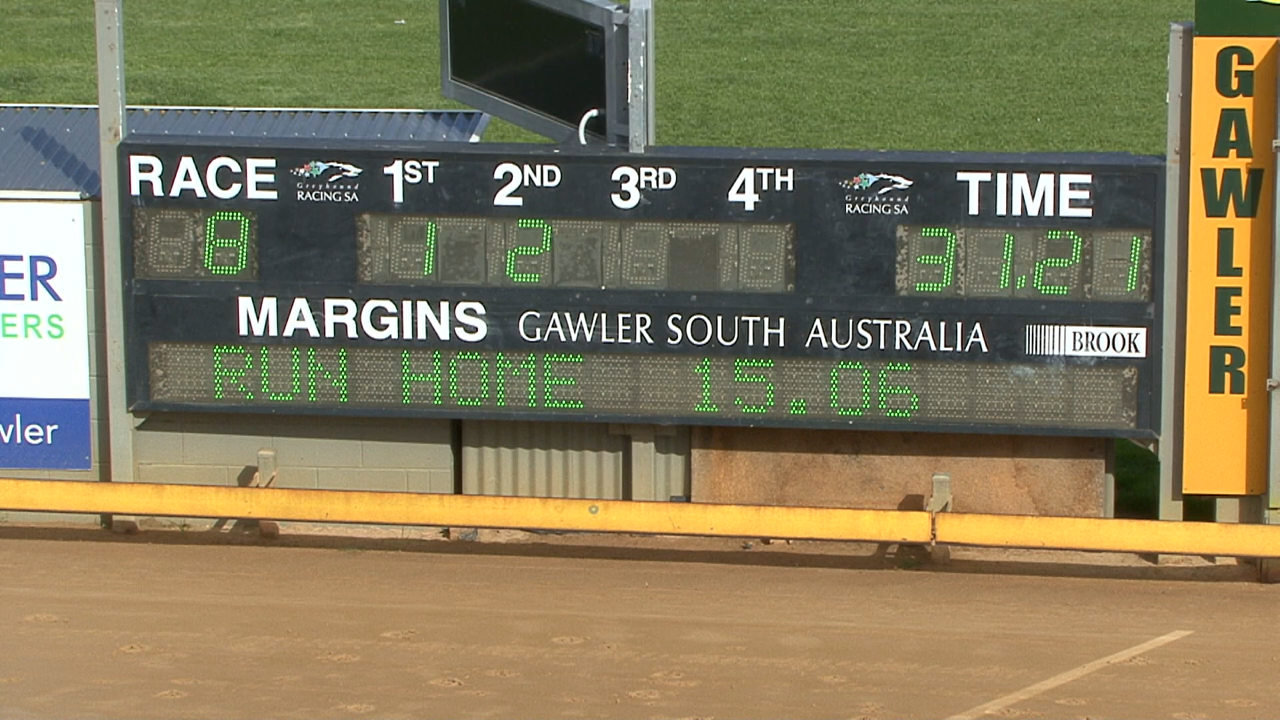 RACE Greyhound RACING SA 1ST 2ND 3RD 4TH Greyhound RACING SA TIME
8 1 2 31.21
MARGINS GAWLER SOUTH AUSTRALIA BROOK
RUN HOME 15.06
GAWLER
ER
ERS
wler